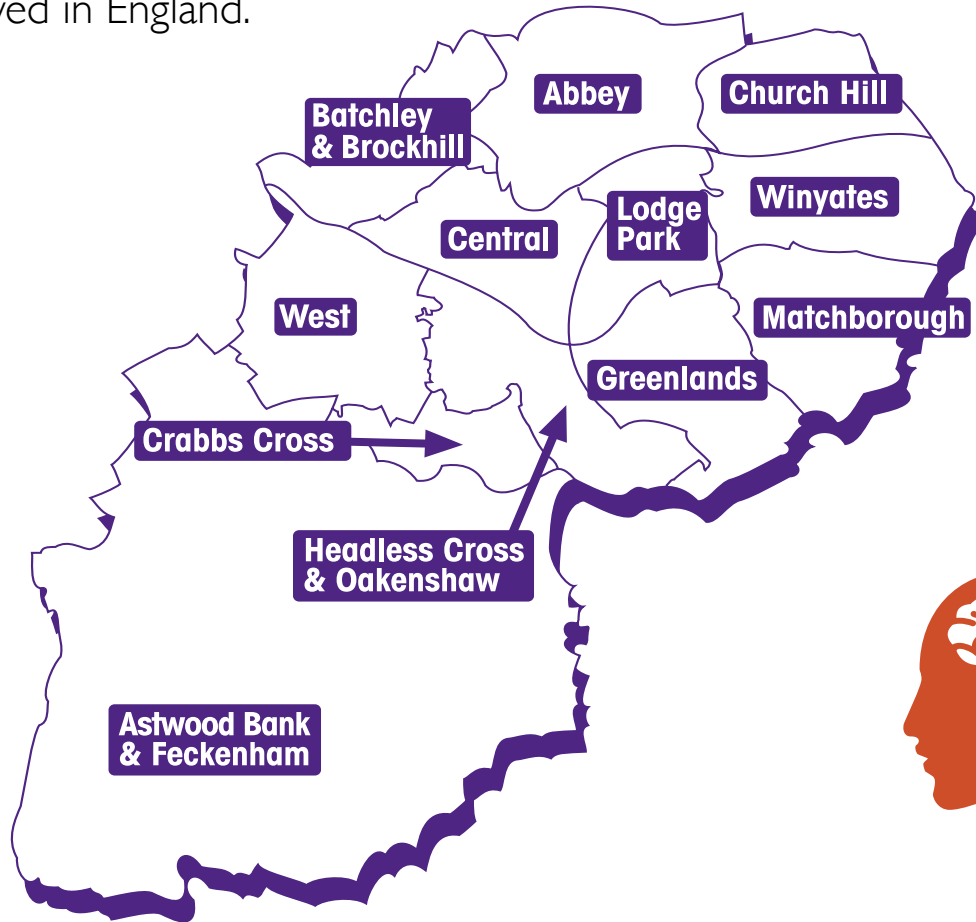 in England.
Abbey
Church Hill
Batchley
& Brockhill
Winyates
Lodge
Park
Central
West
Matchborough
Greenlands
Crabbs Cross
Headless Cross
& Oakenshaw
Astwood Bank
& Feckenham